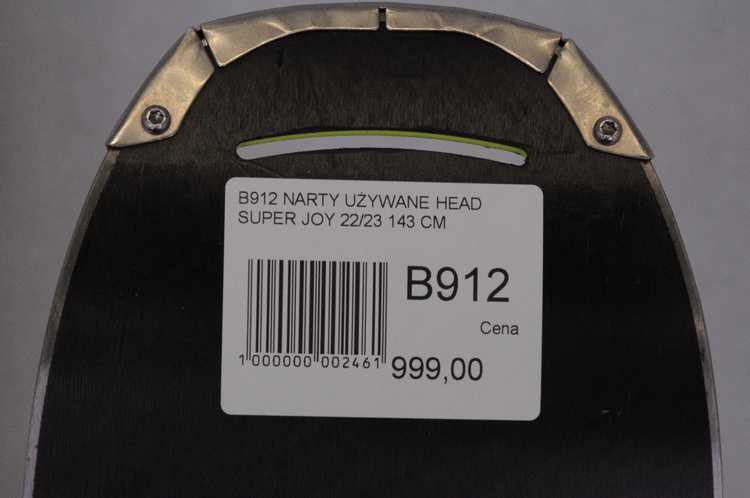 B912 NARTY UŻYWANE HEAD
SUPER JOY 22/23 143 CM
B912
Cena
1 000000 002461
999,00